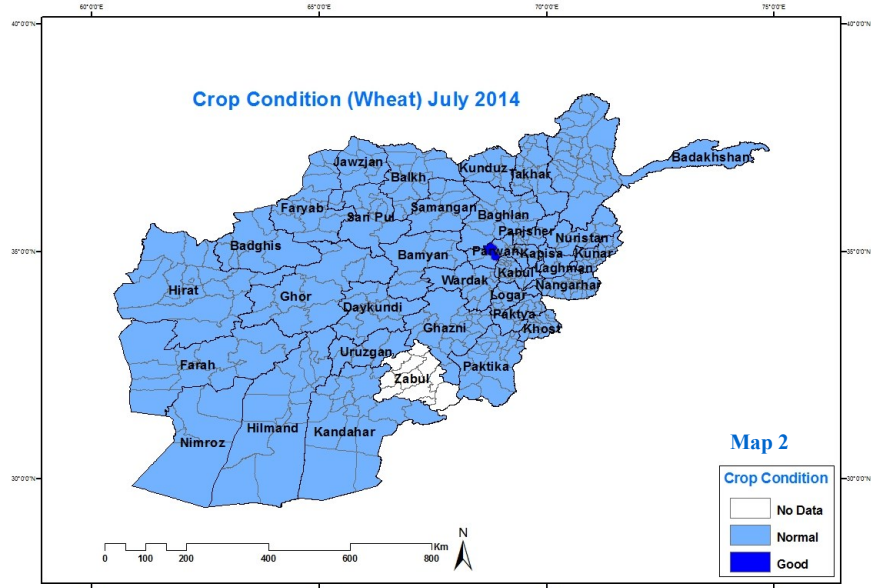 60°0'0"E 65°0'0"E 70°0'0"E 75°0'0"E
40°0'0"N 40°0'0"N
Crop Condition (Wheat) July 2014
Badakhshan
Jawzjan
Kunduz
Balkh
Takhar
Faryab
Samangan
Sari Pul
Baghlan
Panjsher
Nuristan
Badghis
35°0'0"N 35°0'0"N
Parwan
Kapisa
Kunar
Bamyan
Laghman
Kabul
Wardak
Nangarhar
Hirat
Ghor
Logar
Daykundi
Paktya
Ghazni
Khost
Uruzgan
Farah
Paktika
Zabul
Hilmand
Kandahar
Nimroz
Map 2
Crop Condition
30°0'0"N 30°0'0"N
No Data
Normal
Good
N
Km
0 100 200 400 600 800